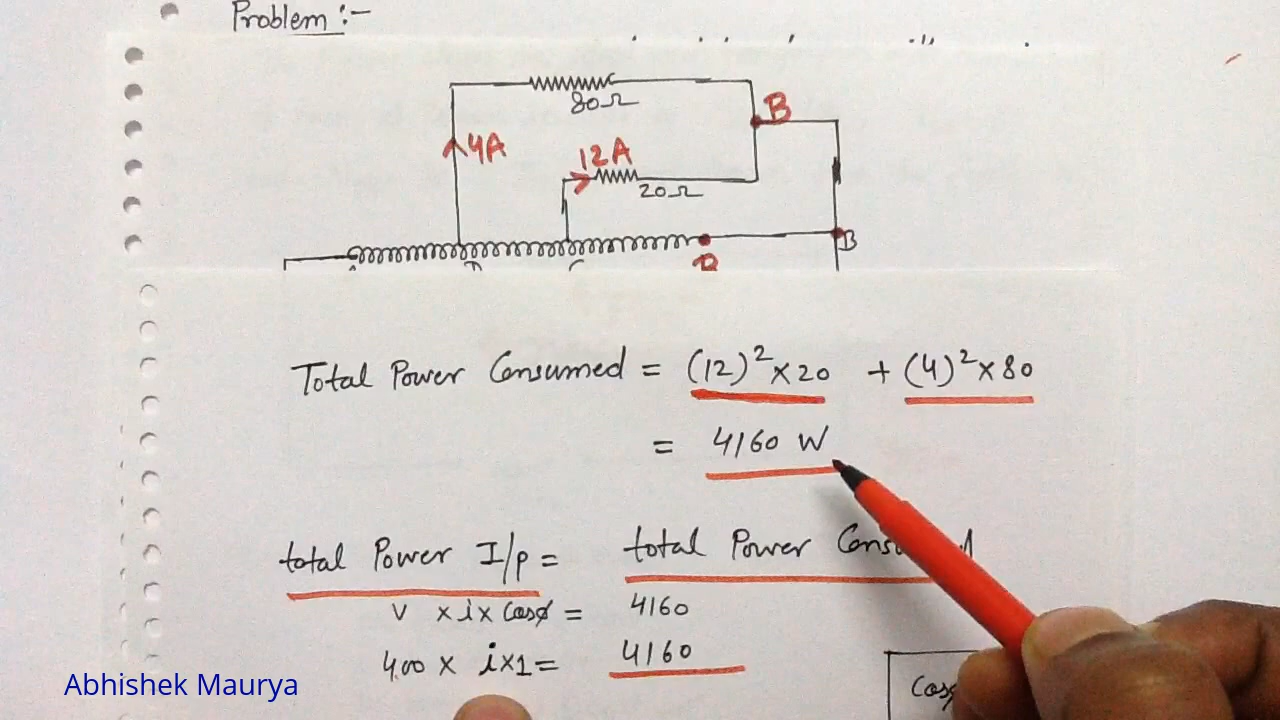 Problem :-
80Ω
B
4A
12A
20Ω
B
Total Power Consumed = (12)² × 20 + (4)² × 80
= 4160 W
total Power I/p = total Power
V × i × cosφ = 4160
400 × i × 1 = 4160
Abhishek Maurya